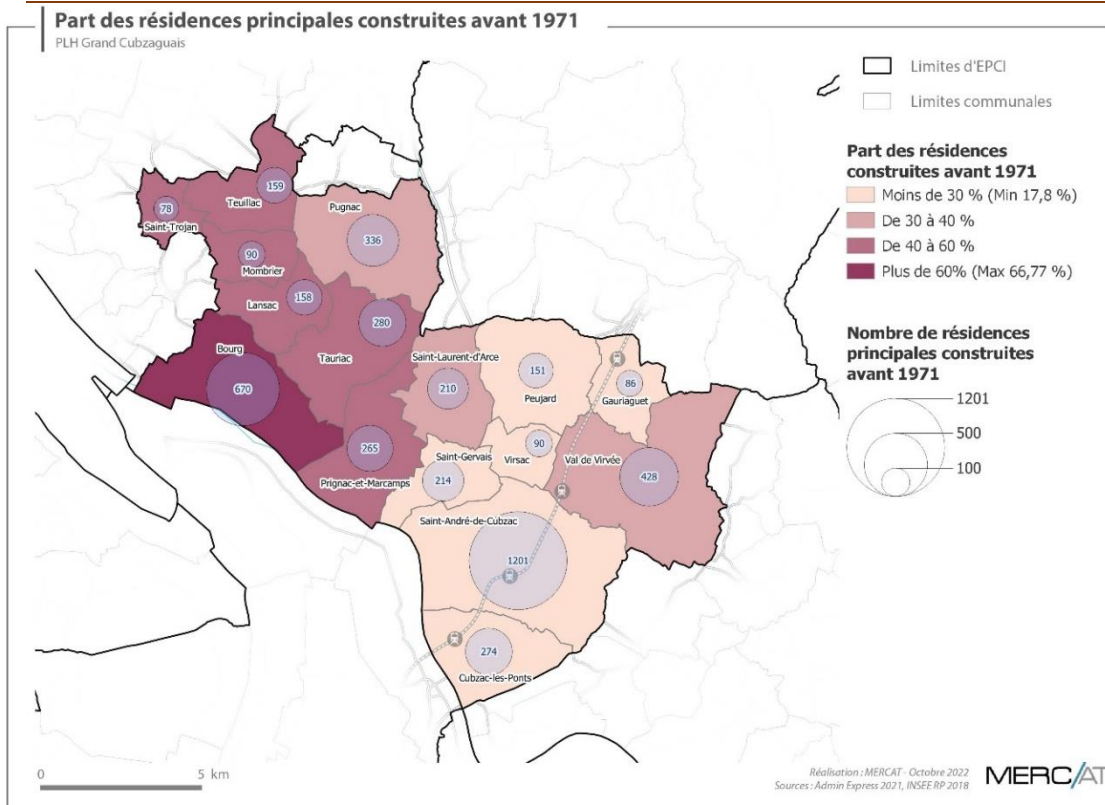 Part des résidences principales construites avant 1971
PLH Grand Cubzaguais
Limites d'EPCI
Limites communales
Part des résidences
construites avant 1971
Moins de 30 % (Min 17,8 %)
De 30 à 40 %
De 40 à 60 %
Plus de 60% (Max 66,77 %)
Nombre de résidences
principales construites
avant 1971
1201
500
100
159
Teuillac
78
Saint-Trojan
Pugnac
336
90
Mombrier
158
Lansac
280
Tauriac
Bourg
670
Saint-Laurent-d'Arce
210
151
Peujard
86
Gauriaguet
265
Prignac-et-Marcamps
90
Virsac
Saint-Gervais
214
Val de Virvée
428
Saint-André-de-Cubzac
1201
274
Cubzac-les-Ponts
0 5 km
Réalisation : MERCAT - Octobre 2022
Sources : Admin Express 2021, INSEE RP 2018
MERC/AT